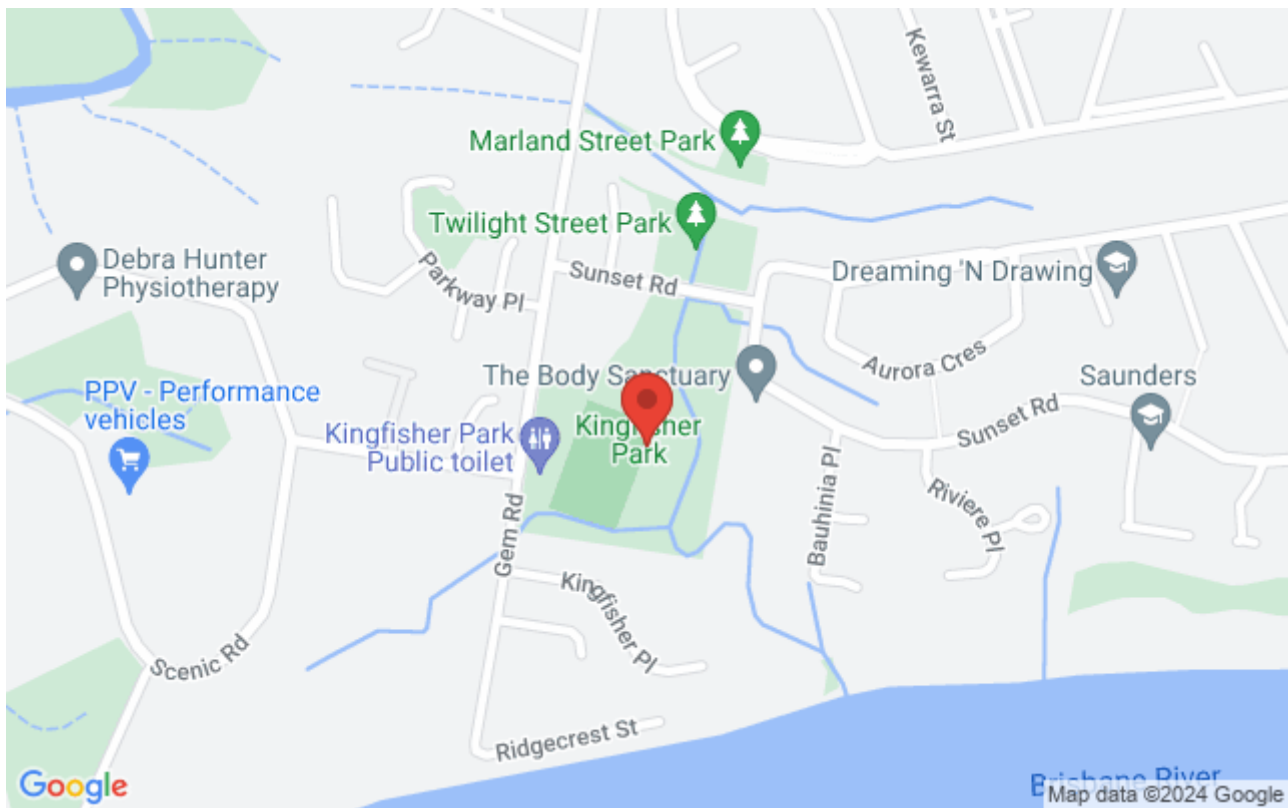 Kewarra St
Marland Street Park
Twilight Street Park
Debra Hunter
Physiotherapy
Parkway Pl
Sunset Rd
Dreaming 'N Drawing
Aurora Cres
The Body Sanctuary
Saunders
PPV - Performance
vehicles
Kingfisher Park
Public toilet
Kingfisher
Park
Sunset Rd
Bauhinia Pl
Riviere Pl
Gem Rd
Kingfisher Pl
Scenic Rd
Ridgecrest St
Google
Brisbane River
Map data ©2024 Google